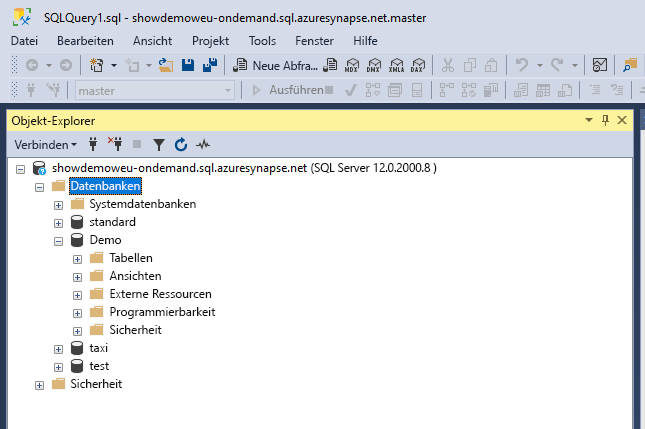 SQLQuery1.sql - showdemoweu-ondemand.sql.azuresynapse.net.master
Datei Bearbeiten Ansicht Projekt Tools Fenster Hilfe
Neue Abfra... MDX DMX XMLA DAX
master Ausführen
Objekt-Explorer
Verbinden
showdemoweu-ondemand.sql.azuresynapse.net (SQL Server 12.0.2000.8 )
Datenbanken
Systemdatenbanken
standard
Demo
Tabellen
Ansichten
Externe Ressourcen
Programmierbarkeit
Sicherheit
taxi
test
Sicherheit